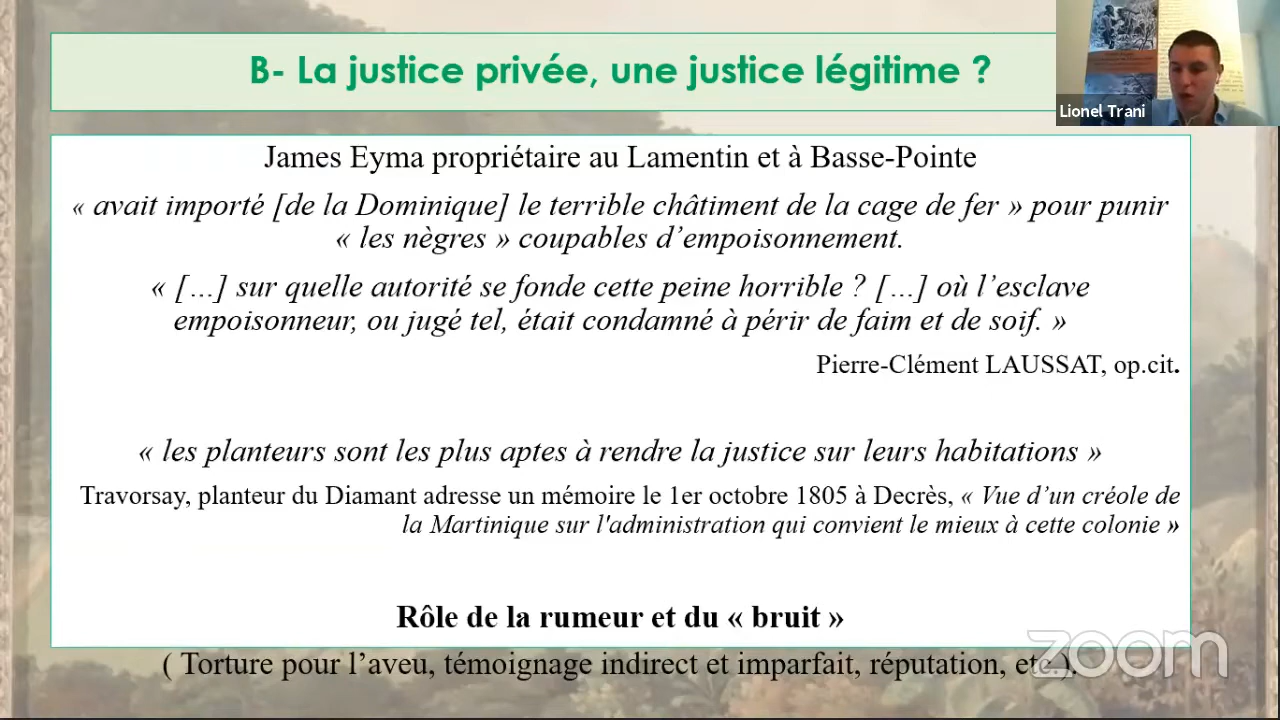 B- La justice privée, une justice légitime ?
Lionel Trani
James Eyma propriétaire au Lamentin et à Basse-Pointe
« avait importé [de la Dominique] le terrible châtiment de la cage de fer » pour punir
« les nègres » coupables d’empoisonnement.
« […] sur quelle autorité se fonde cette peine horrible ? […] où l’esclave
empoisonneur, ou jugé tel, était condamné à périr de faim et de soif. »
Pierre-Clément LAUSSAT, op.cit.
« les planteurs sont les plus aptes à rendre la justice sur leurs habitations »
Travorsay, planteur du Diamant adresse un mémoire le 1er octobre 1805 à Decrès, « Vue d’un créole de
la Martinique sur l'administration qui convient le mieux à cette colonie »
Rôle de la rumeur et du « bruit »
( Torture pour l’aveu, témoignage indirect et imparfait, réputation, etc.).
zoom